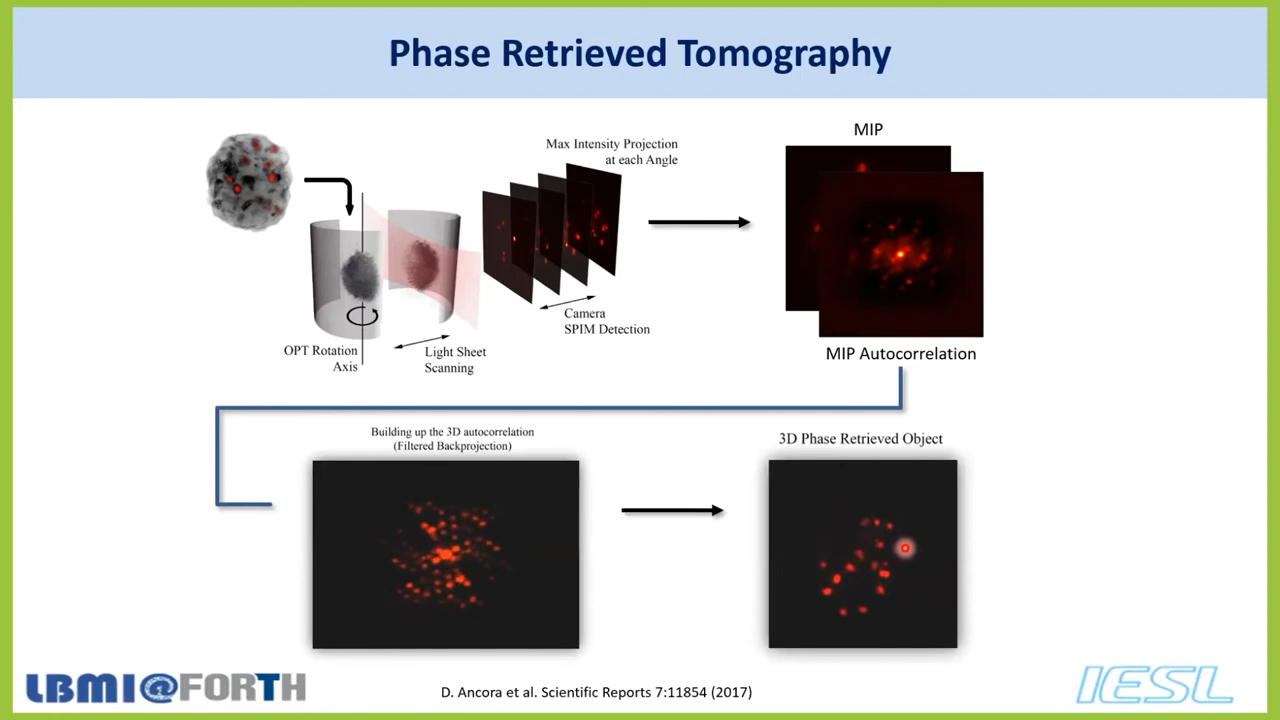 Phase Retrieved Tomography
Max Intensity Projection
at each Angle
MIP
Camera
SPIM Detection
OPT Rotation
Axis
Light Sheet
Scanning
MIP Autocorrelation
Building up the 3D autocorrelation
(Filtered Backprojection)
3D Phase Retrieved Object
LBMI@FORTH
D. Ancora et al. Scientific Reports 7:11854 (2017)
IESL